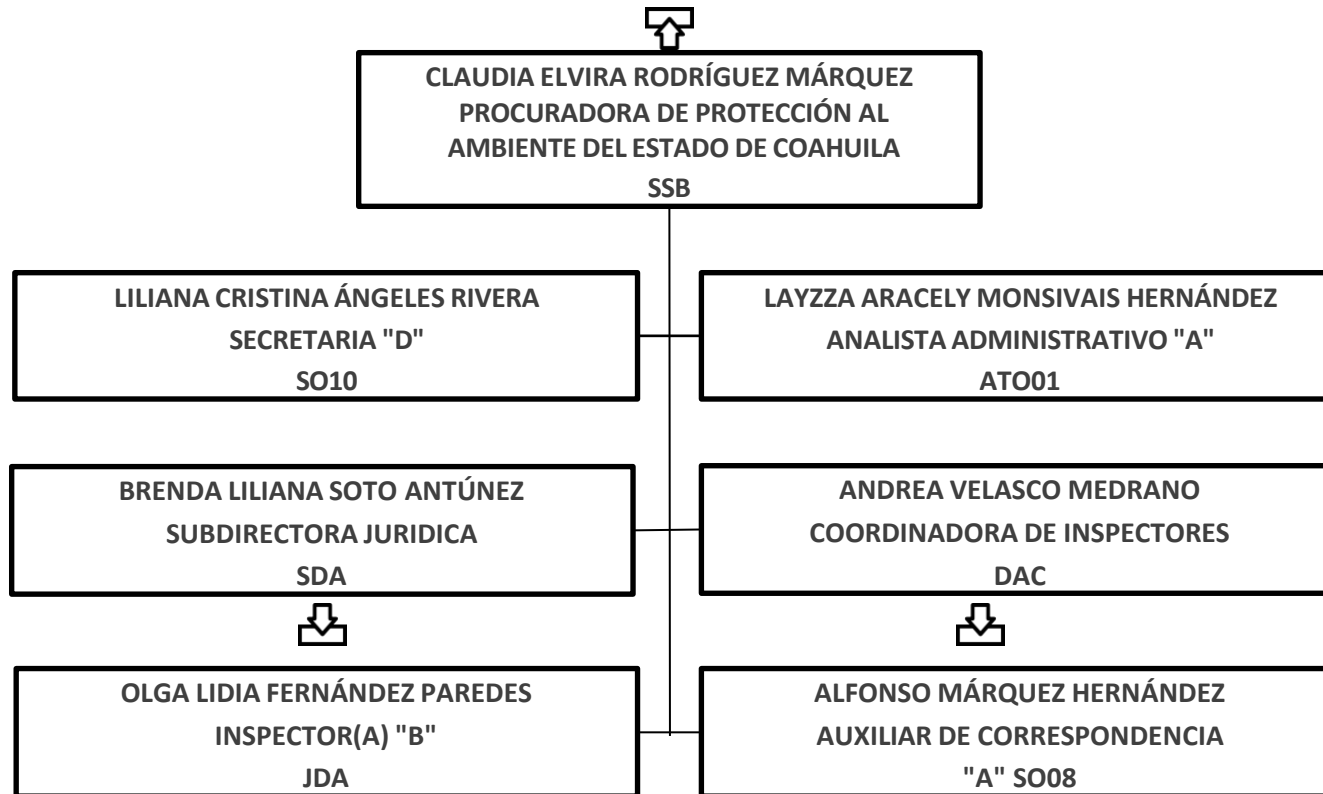 CLAUDIA ELVIRA RODRÍGUEZ MÁRQUEZ
PROCURADORA DE PROTECCIÓN AL
AMBIENTE DEL ESTADO DE COAHUILA
SSB
LILIANA CRISTINA ÁNGELES RIVERA
SECRETARIA "D"
SO10
LAYZZA ARACELY MONSIVAIS HERNÁNDEZ
ANALISTA ADMINISTRATIVO "A"
ATO01
BRENDA LILIANA SOTO ANTÚNEZ
SUBDIRECTORA JURIDICA
SDA
ANDREA VELASCO MEDRANO
COORDINADORA DE INSPECTORES
DAC
OLGA LIDIA FERNÁNDEZ PAREDES
INSPECTOR(A) "B"
JDA
ALFONSO MÁRQUEZ HERNÁNDEZ
AUXILIAR DE CORRESPONDENCIA
"A" SO08